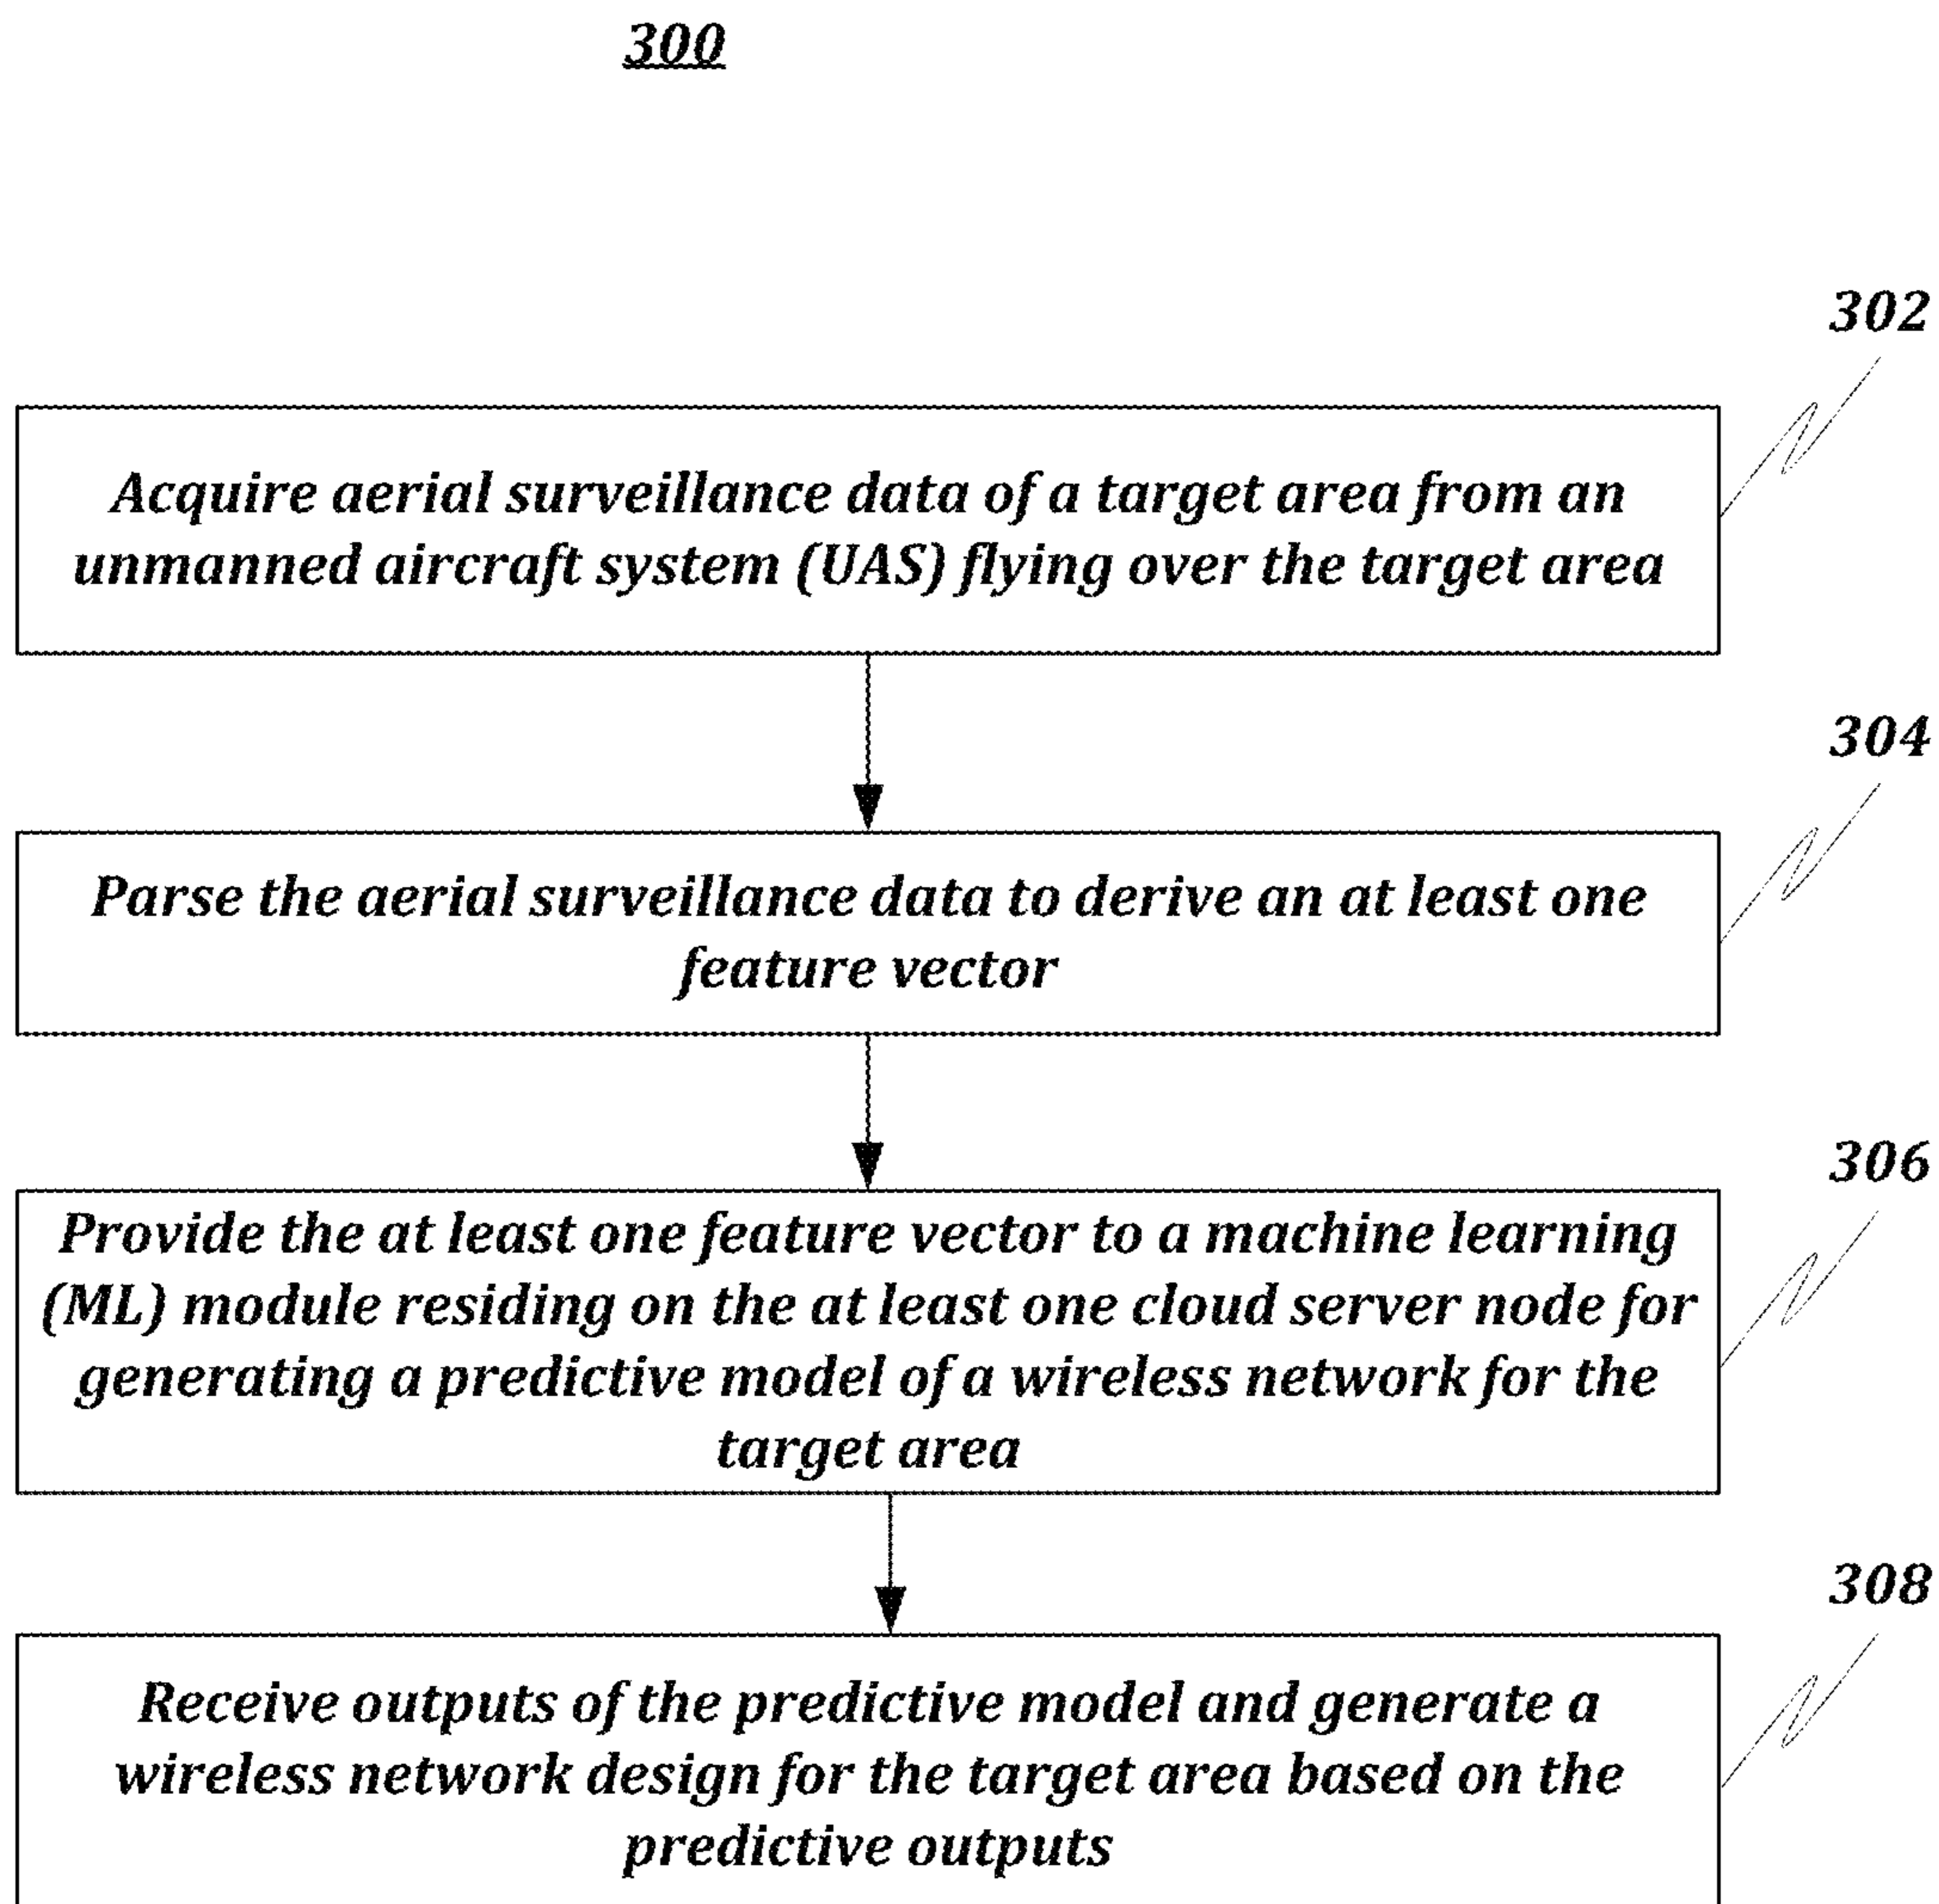 300
302
Acquire aerial surveillance data of a target area from an
unmanned aircraft system (UAS) flying over the target area
304
Parse the aerial surveillance data to derive an at least one
feature vector
306
Provide the at least one feature vector to a machine learning
(ML) module residing on the at least one cloud server node for
generating a predictive model of a wireless network for the
target area
308
Receive outputs of the predictive model and generate a
wireless network design for the target area based on the
predictive outputs